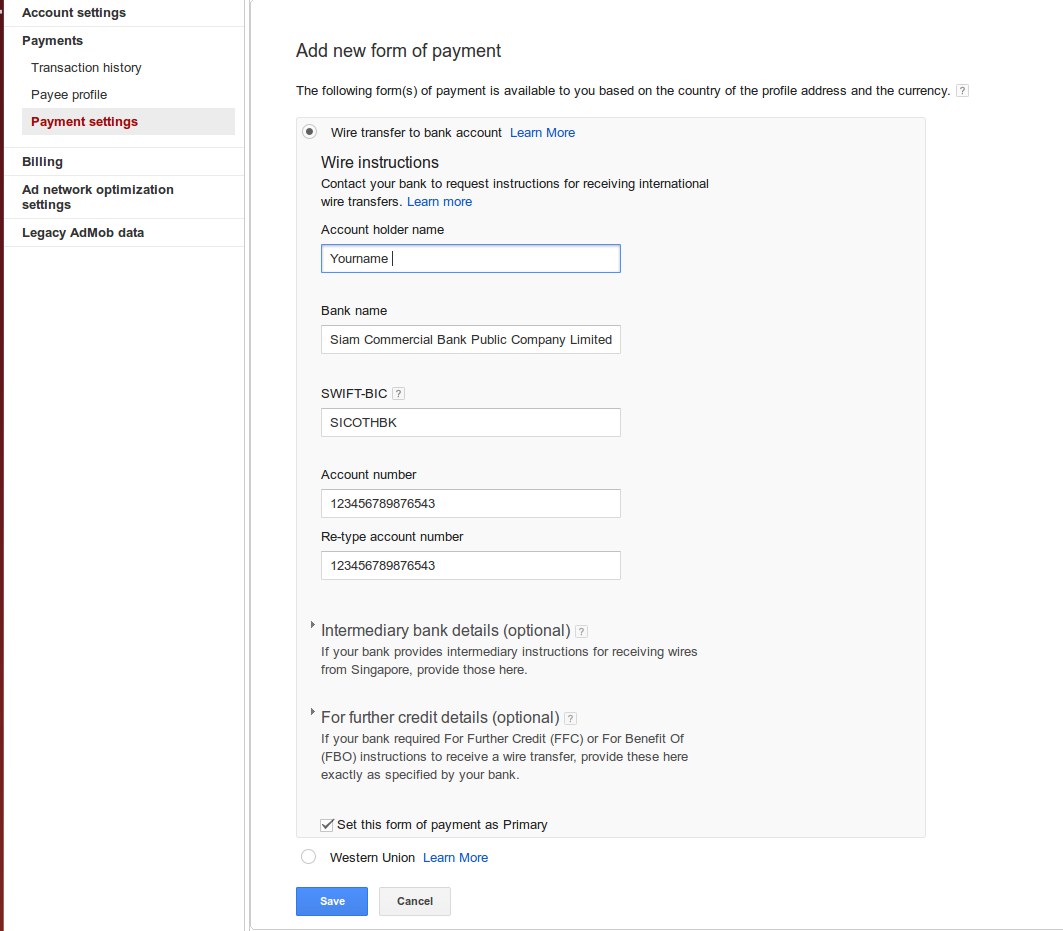 Account settings
Payments
Transaction history
Payee profile
Payment settings
Billing
Ad network optimization
settings
Legacy AdMob data
Add new form of payment
The following form(s) of payment is available to you based on the country of the profile address and the currency. ?
Wire transfer to bank account Learn More
Wire instructions
Contact your bank to request instructions for receiving international
wire transfers. Learn more
Account holder name
Yourname
Bank name
Siam Commercial Bank Public Company Limited
SWIFT-BIC ?
SICOTHBK
Account number
123456789876543
Re-type account number
123456789876543
Intermediary bank details (optional) ?
If your bank provides intermediary instructions for receiving wires
from Singapore, provide those here.
For further credit details (optional) ?
If your bank required For Further Credit (FFC) or For Benefit Of
(FBO) instructions to receive a wire transfer, provide these here
exactly as specified by your bank.
Set this form of payment as Primary
Western Union Learn More
Save Cancel